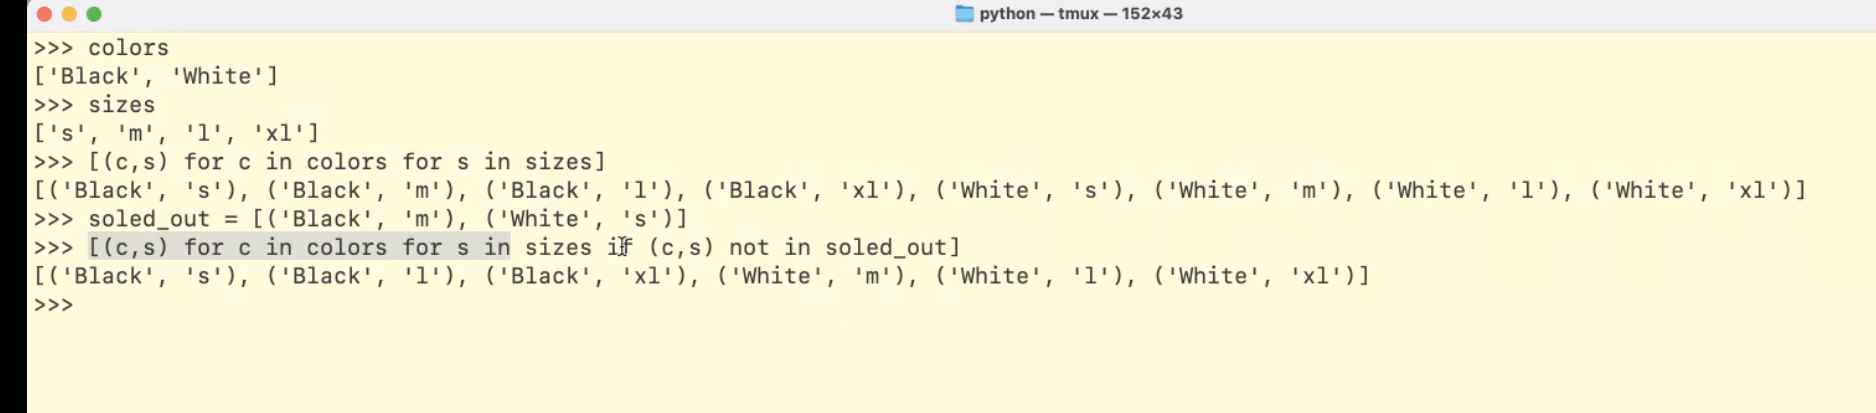 python — tmux — 152×43
>>> colors
['Black', 'White']
>>> sizes
['s', 'm', 'l', 'xl']
>>> [(c,s) for c in colors for s in sizes]
[('Black', 's'), ('Black', 'm'), ('Black', 'l'), ('Black', 'xl'), ('White', 's'), ('White', 'm'), ('White', 'l'), ('White', 'xl')]
>>> soled_out = [('Black', 'm'), ('White', 's')]
>>> [(c,s) for c in colors for s in sizes if (c,s) not in soled_out]
[('Black', 's'), ('Black', 'l'), ('Black', 'xl'), ('White', 'm'), ('White', 'l'), ('White', 'xl')]
>>>